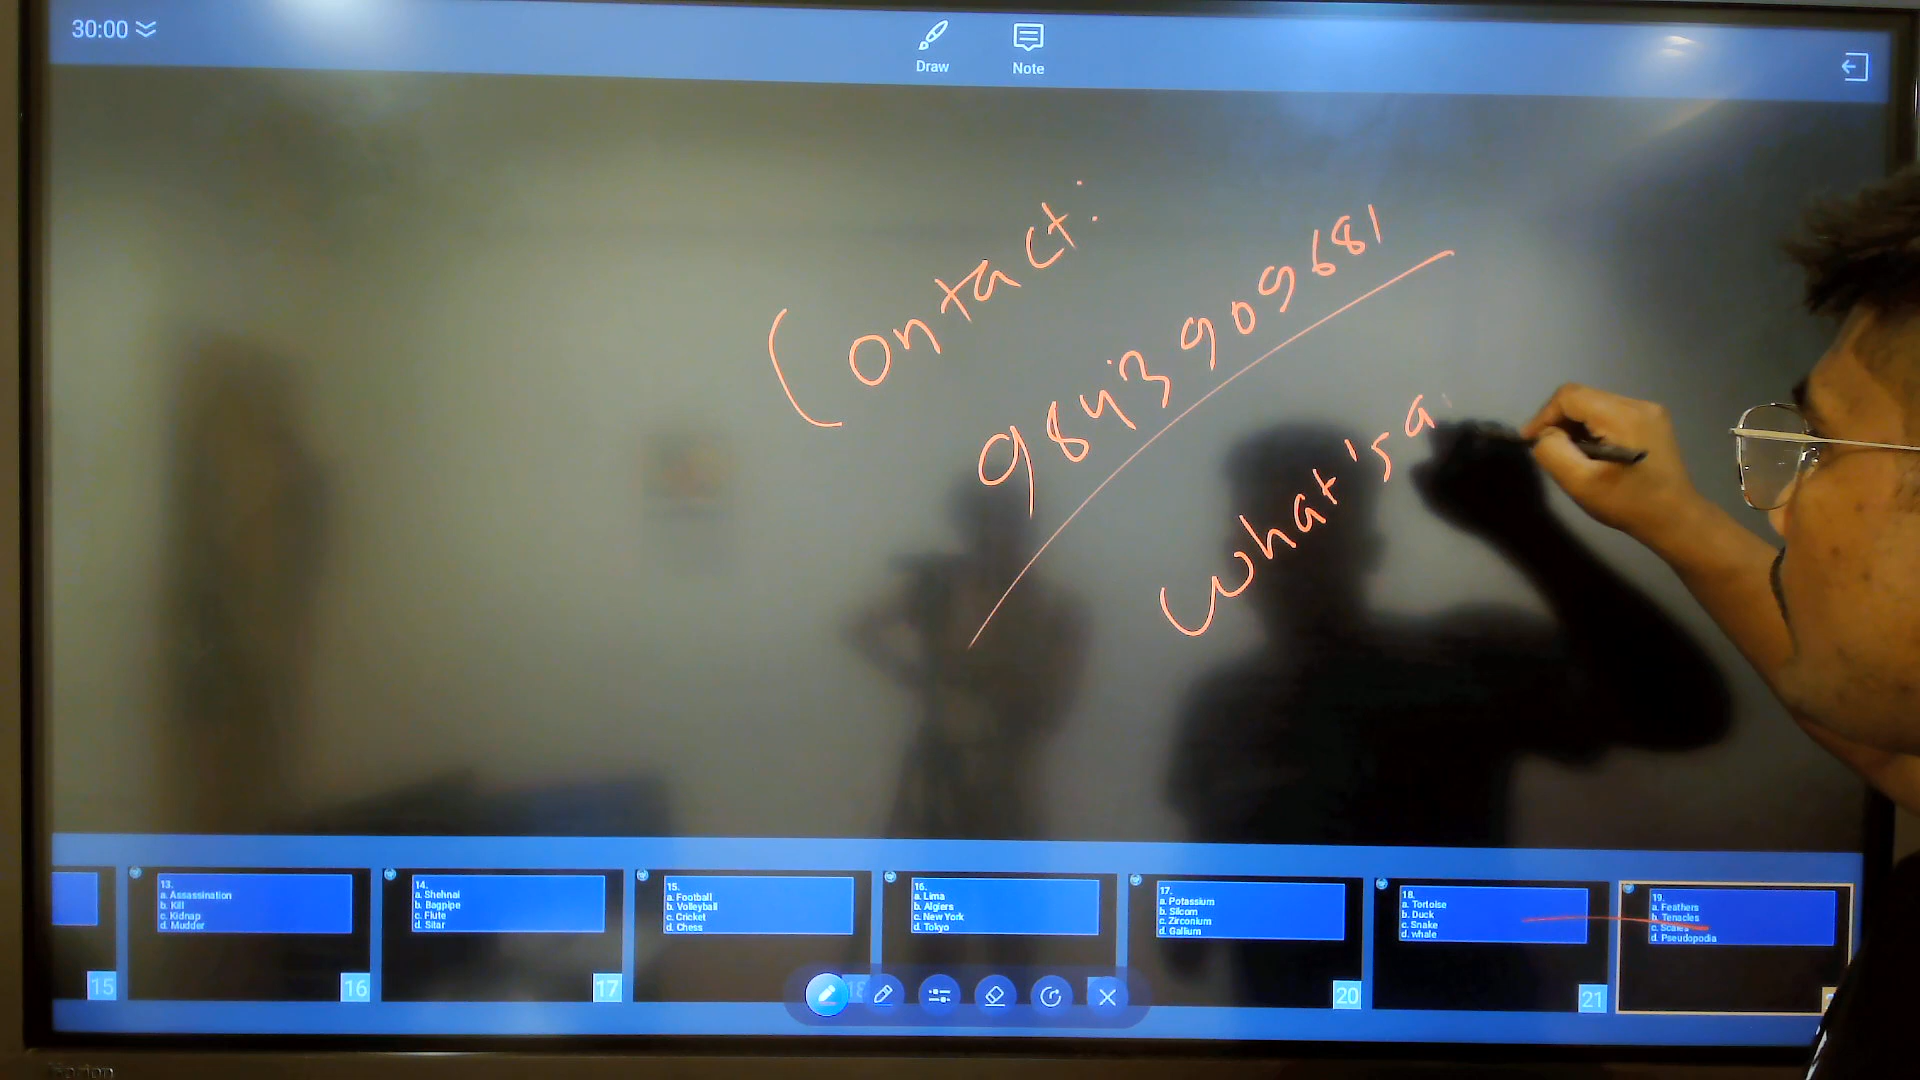 30:00
Draw
Note
Contact:
9843909681
What's a
13.
a. Assassination
b. Kill
c. Kidnap
d. Mudder
14.
a. Shehnai
b. Bagpipe
c. Flute
d. Sitar
15.
a. Football
b. Volleyball
c. Cricket
d. Chess
16.
a. Lima
b. Algiers
c. New York
d. Tokyo
17.
a. Potassium
b. Silicom
c. Zirconium
d. Gallium
18.
a. Tortoise
b. Duck
c. Snake
d. whale
19.
a. Feathers
b. Tenacles
c. Scales
d. Pseudopodia
15
16
17
18
20
21